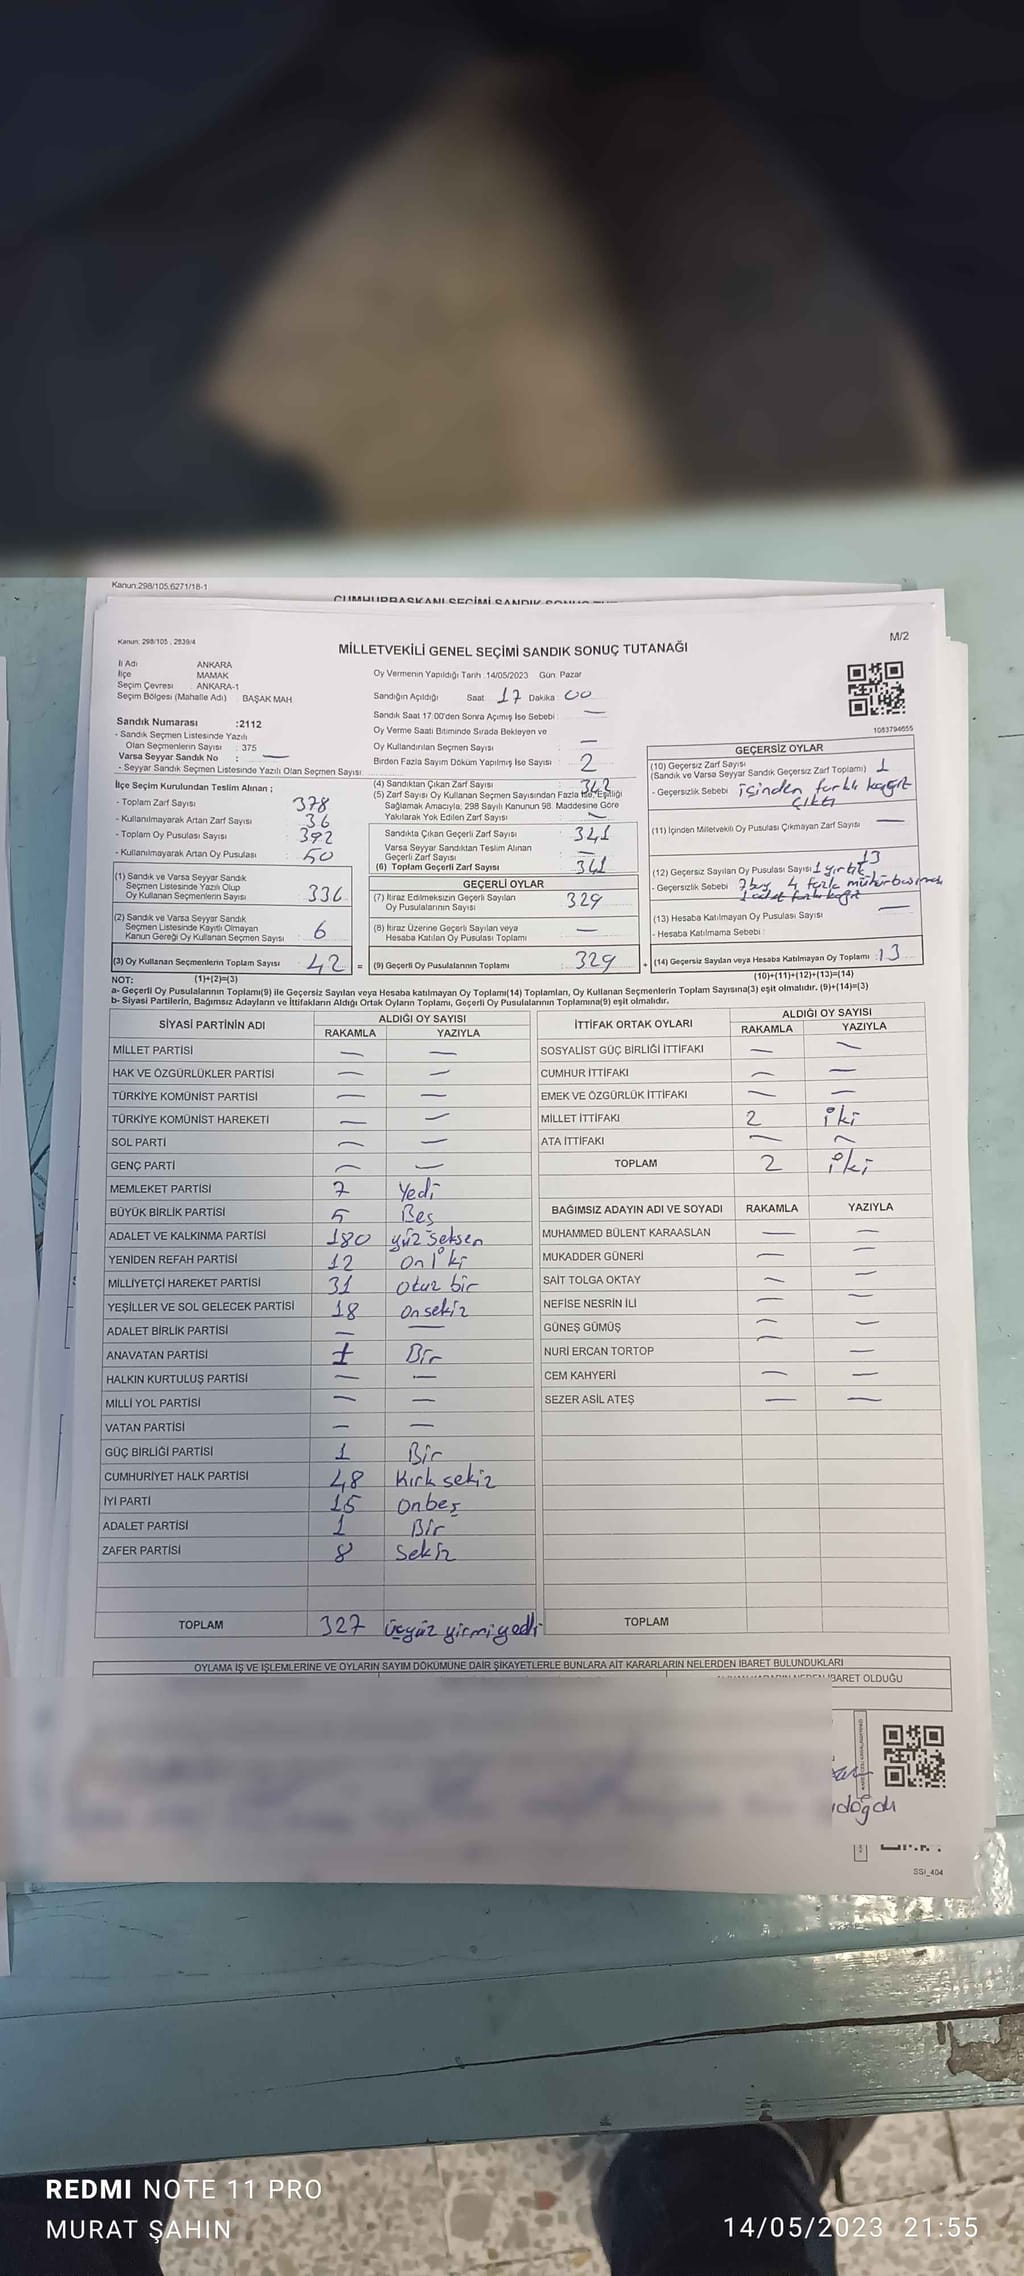 Kanun:298/105.6271/18-1
CUMHURBAŞKANI SEÇİMİ SANDIK
Kanun: 298/105 , 2839/4
M/2
MİLLETVEKİLİ GENEL SEÇİMİ SANDIK SONUÇ TUTANAĞI
İl Adı ANKARA
İlçe MAMAK
Seçim Çevresi ANKARA-1
Seçim Bölgesi (Mahalle Adı) BAŞAK MAH
Oy Vermenin Yapıldığı Tarih :14/05/2023 Gün: Pazar
Sandığın Açıldığı Saat: 17 Dakika: 00
Sandık Saat 17.00'den Sonra Açılmış İse Sebebi : —
Oy Verme Saati Bitiminde Sırada Bekleyen ve
Oy Kullandırılan Seçmen Sayısı : —
Birden Fazla Sayım Döküm Yapılmış İse Sayısı : 2
1083794655
Sandık Numarası :2112
- Sandık Seçmen Listesinde Yazılı
Olan Seçmenlerin Sayısı : 375
Varsa Seyyar Sandık No : —
- Seyyar Sandık Seçmen Listesinde Yazılı Olan Seçmen Sayısı
İlçe Seçim Kurulundan Teslim Alınan ;
- Toplam Zarf Sayısı : 378
- Kullanılmayarak Artan Zarf Sayısı : 36
- Toplam Oy Pusulası Sayısı : 392
- Kullanılmayarak Artan Oy Pusulası : 50
(1) Sandık ve Varsa Seyyar Sandık
Seçmen Listesinde Yazılı Olup
Oy Kullanan Seçmenlerin Sayısı : 336
(2) Sandık ve Varsa Seyyar Sandık
Seçmen Listesinde Kayıtlı Olmayan
Kanun Gereği Oy Kullanan Seçmen Sayısı : 6
(3) Oy Kullanan Seçmenlerin Toplam Sayısı : 42 =
(4) Sandıktan Çıkan Zarf Sayısı : 342
(5) Zarf Sayısı Oy Kullanan Seçmen Sayısından Fazla İse, Eşitliği
Sağlamak Amacıyla, 298 Sayılı Kanunun 98. Maddesine Göre
Yakılarak Yok Edilen Zarf Sayısı : —
Sandıkta Çıkan Geçerli Zarf Sayısı : 341
Varsa Seyyar Sandıktan Teslim Alınan
Geçerli Zarf Sayısı : —
(6) Toplam Geçerli Zarf Sayısı : 341
GEÇERLİ OYLAR
(7) İtiraz Edilmeksizin Geçerli Sayılan
Oy Pusulalarının Sayısı : 329
(8) İtiraz Üzerine Geçerli Sayılan veya
Hesaba Katılan Oy Pusulası Toplamı : —
(9) Geçerli Oy Pusulalarının Toplamı : 329 +
GEÇERSİZ OYLAR
(10) Geçersiz Zarf Sayısı
(Sandık ve Varsa Seyyar Sandık Geçersiz Zarf Toplamı) : 1
- Geçersizlik Sebebi : içinden farklı kağıt
çıktı
(11) İçinden Milletvekili Oy Pusulası Çıkmayan Zarf Sayısı : —
(12) Geçersiz Sayılan Oy Pusulası Sayısı 1 yırtık 13
- Geçersizlik Sebebi 7 boş 4 fazla mühür basılması
1 adet farklı kağıt
(13) Hesaba Katılmayan Oy Pusulası Sayısı : —
- Hesaba Katılmama Sebebi :
(14) Geçersiz Sayılan veya Hesaba Katılmayan Oy Toplamı : 13
NOT: (1)+(2)=(3) (10)+(11)+(12)+(13)=(14)
a- Geçerli Oy Pusulalarının Toplamı(9) ile Geçersiz Sayılan veya Hesaba katılmayan Oy Toplamı(14) Toplamları, Oy Kullanan Seçmenlerin Toplam Sayısına(3) eşit olmalıdır. (9)+(14)=(3)
b- Siyasi Partilerin, Bağımsız Adayların ve İttifakların Aldığı Ortak Oyların Toplamı, Geçerli Oy Pusulalarının Toplamına(9) eşit olmalıdır.
SİYASİ PARTİNİN ADI ALDIĞI OY SAYISI
RAKAMLA YAZIYLA
MİLLET PARTİSİ — —
HAK VE ÖZGÜRLÜKLER PARTİSİ — —
TÜRKİYE KOMÜNİST PARTİSİ — —
TÜRKİYE KOMÜNİST HAREKETİ — —
SOL PARTİ — —
GENÇ PARTİ — —
MEMLEKET PARTİSİ 7 Yedi
BÜYÜK BİRLİK PARTİSİ 5 Beş
ADALET VE KALKINMA PARTİSİ 180 yüz seksen
YENİDEN REFAH PARTİSİ 12 on iki
MİLLİYETÇİ HAREKET PARTİSİ 31 otuz bir
YEŞİLLER VE SOL GELECEK PARTİSİ 18 onsekiz
ADALET BİRLİK PARTİSİ — —
ANAVATAN PARTİSİ 1 Bir
HALKIN KURTULUŞ PARTİSİ — —
MİLLİ YOL PARTİSİ — —
VATAN PARTİSİ — —
GÜÇ BİRLİĞİ PARTİSİ 1 Bir
CUMHURİYET HALK PARTİSİ 48 Kırk sekiz
İYİ PARTİ 15 onbeş
ADALET PARTİSİ 1 Bir
ZAFER PARTİSİ 8 Sekiz
TOPLAM 327 üçyüz yirmi yedi
İTTİFAK ORTAK OYLARI ALDIĞI OY SAYISI
RAKAMLA YAZIYLA
SOSYALİST GÜÇ BİRLİĞİ İTTİFAKI — —
CUMHUR İTTİFAKI — —
EMEK VE ÖZGÜRLÜK İTTİFAKI — —
MİLLET İTTİFAKI 2 iki
ATA İTTİFAKI — —
TOPLAM 2 iki
BAĞIMSIZ ADAYIN ADI VE SOYADI RAKAMLA YAZIYLA
MUHAMMED BÜLENT KARAASLAN — —
MUKADDER GÜNERİ — —
SAİT TOLGA OKTAY — —
NEFİSE NESRİN İLİ — —
GÜNEŞ GÜMÜŞ — —
NURİ ERCAN TORTOP — —
CEM KAHYERİ — —
SEZER ASİL ATEŞ — —
TOPLAM
OYLAMA İŞ VE İŞLEMLERİNE VE OYLARIN SAYIM DÖKÜMÜNE DAİR ŞİKAYETLERLE BUNLARA AİT KARARLARIN NELERDEN İBARET BULUNDUKLARI
İBARET OLDUĞU
SSI_404
REDMI NOTE 11 PRO
MURAT ŞAHIN
14/05/2023 21:55